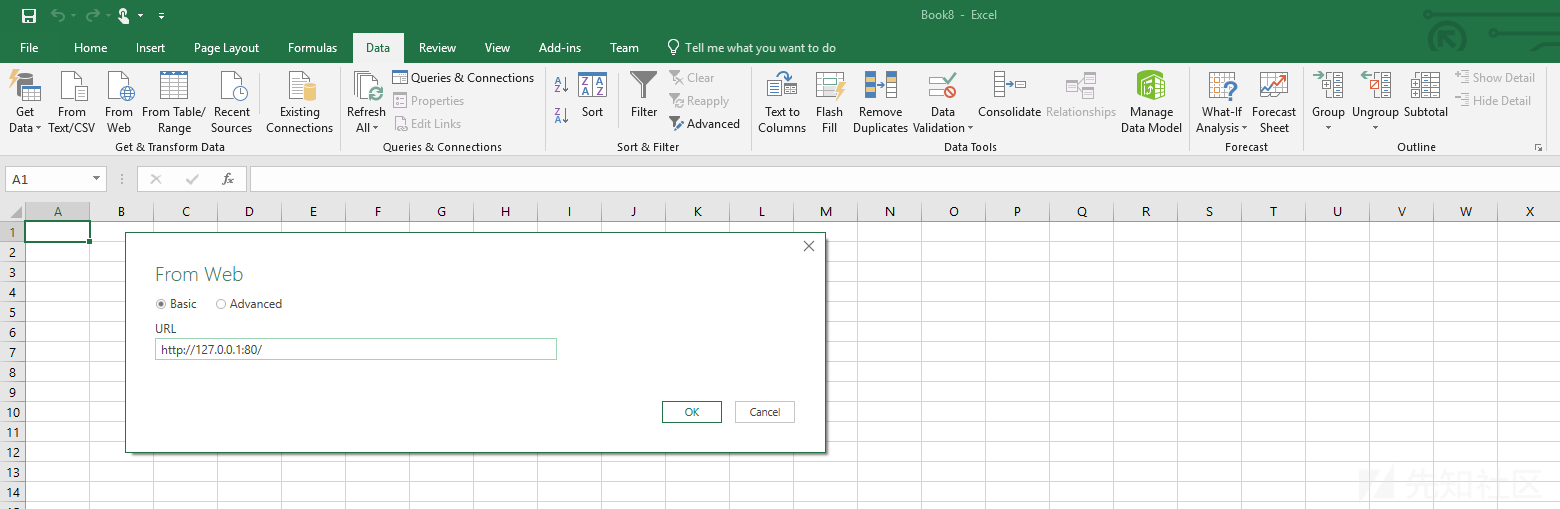 Book8 - Excel
File Home Insert Page Layout Formulas Data Review View Add-ins Team Tell me what you want to do
Get Data
From Text/CSV
From Web
From Table/ Range
Recent Sources
Existing Connections
Get & Transform Data
Refresh All
Queries & Connections
Properties
Edit Links
Queries & Connections
Sort
Filter
Clear
Reapply
Advanced
Sort & Filter
Text to Columns
Flash Fill
Remove Duplicates
Data Validation
Consolidate
Relationships
Manage Data Model
Data Tools
What-If Analysis
Forecast Sheet
Forecast
Group
Ungroup
Subtotal
Show Detail
Hide Detail
Outline
A1
fx
A B C D E F G H I J K L M N O P Q R S T U V W X
1
2
3
4
5
6
7
8
9
10
11
12
13
14
From Web
Basic Advanced
URL
http://127.0.0.1:80/
OK Cancel
先知社区